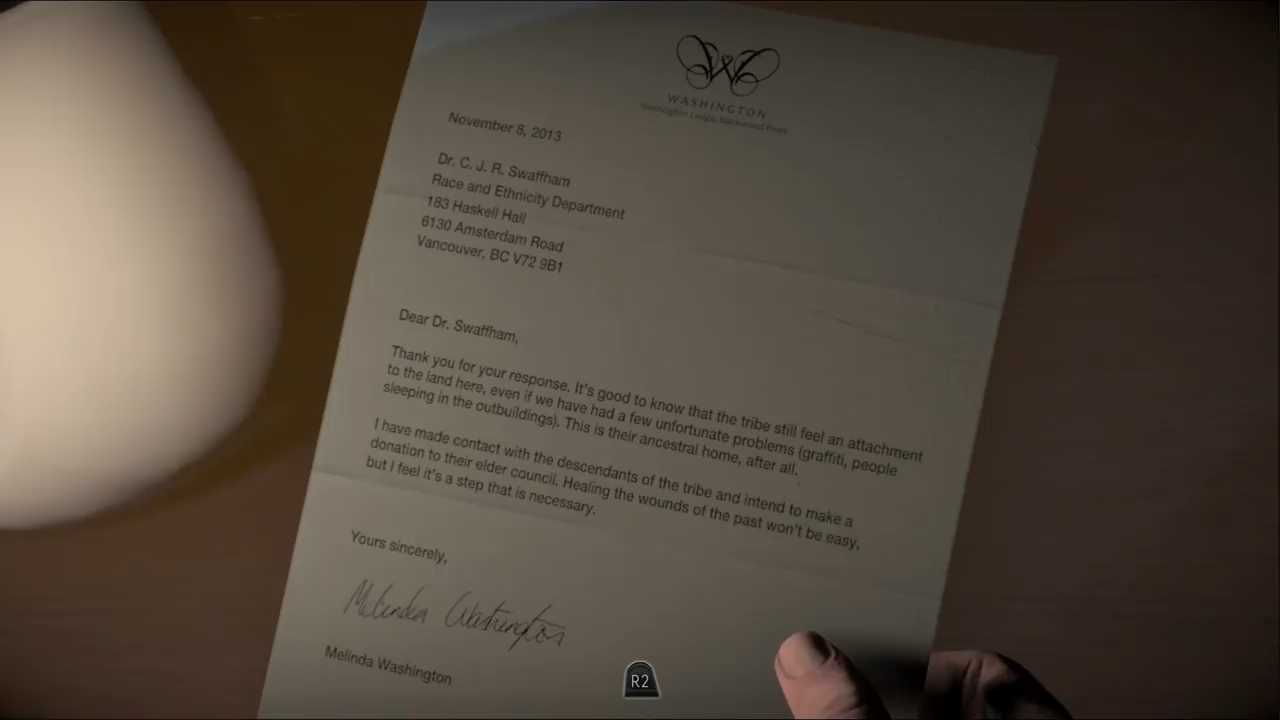 W
WASHINGTON
Washington Lodge, Blackwood Pines
November 8, 2013
Dr. C. J. R. Swaffham
Race and Ethnicity Department
183 Haskell Hall
6130 Amsterdam Road
Vancouver, BC V72 9B1
Dear Dr. Swaffham,
Thank you for your response. It's good to know that the tribe still feel an attachment
to the land here, even if we have had a few unfortunate problems (graffiti, people
sleeping in the outbuildings). This is their ancestral home, after all.
I have made contact with the descendants of the tribe and intend to make a
donation to their elder council. Healing the wounds of the past won't be easy,
but I feel it's a step that is necessary.
Yours sincerely,
Melinda Washington
Melinda Washington
R2